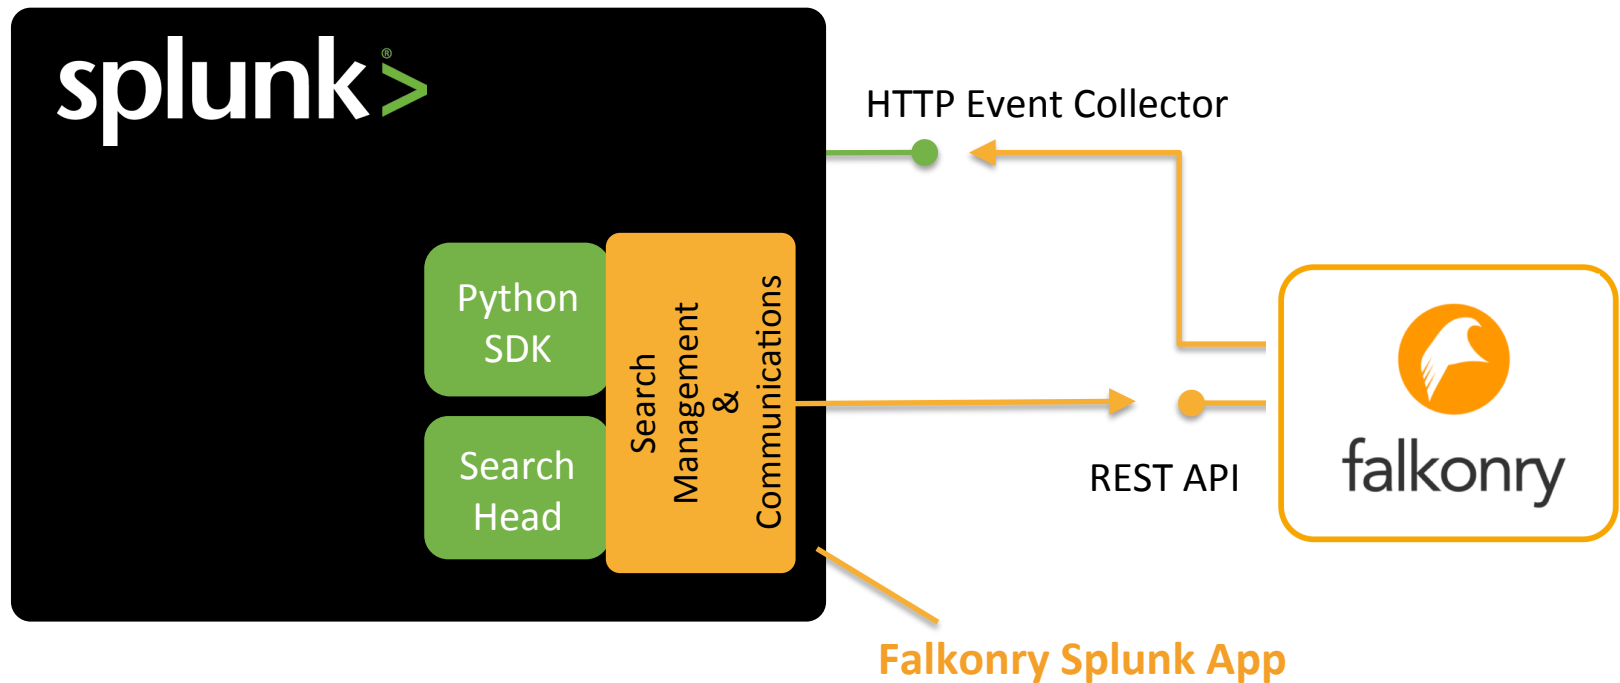 splunk>®
HTTP Event Collector
Python
SDK
Search
Head
Search
Management
&
Communications
REST API
falkonry
Falkonry Splunk App